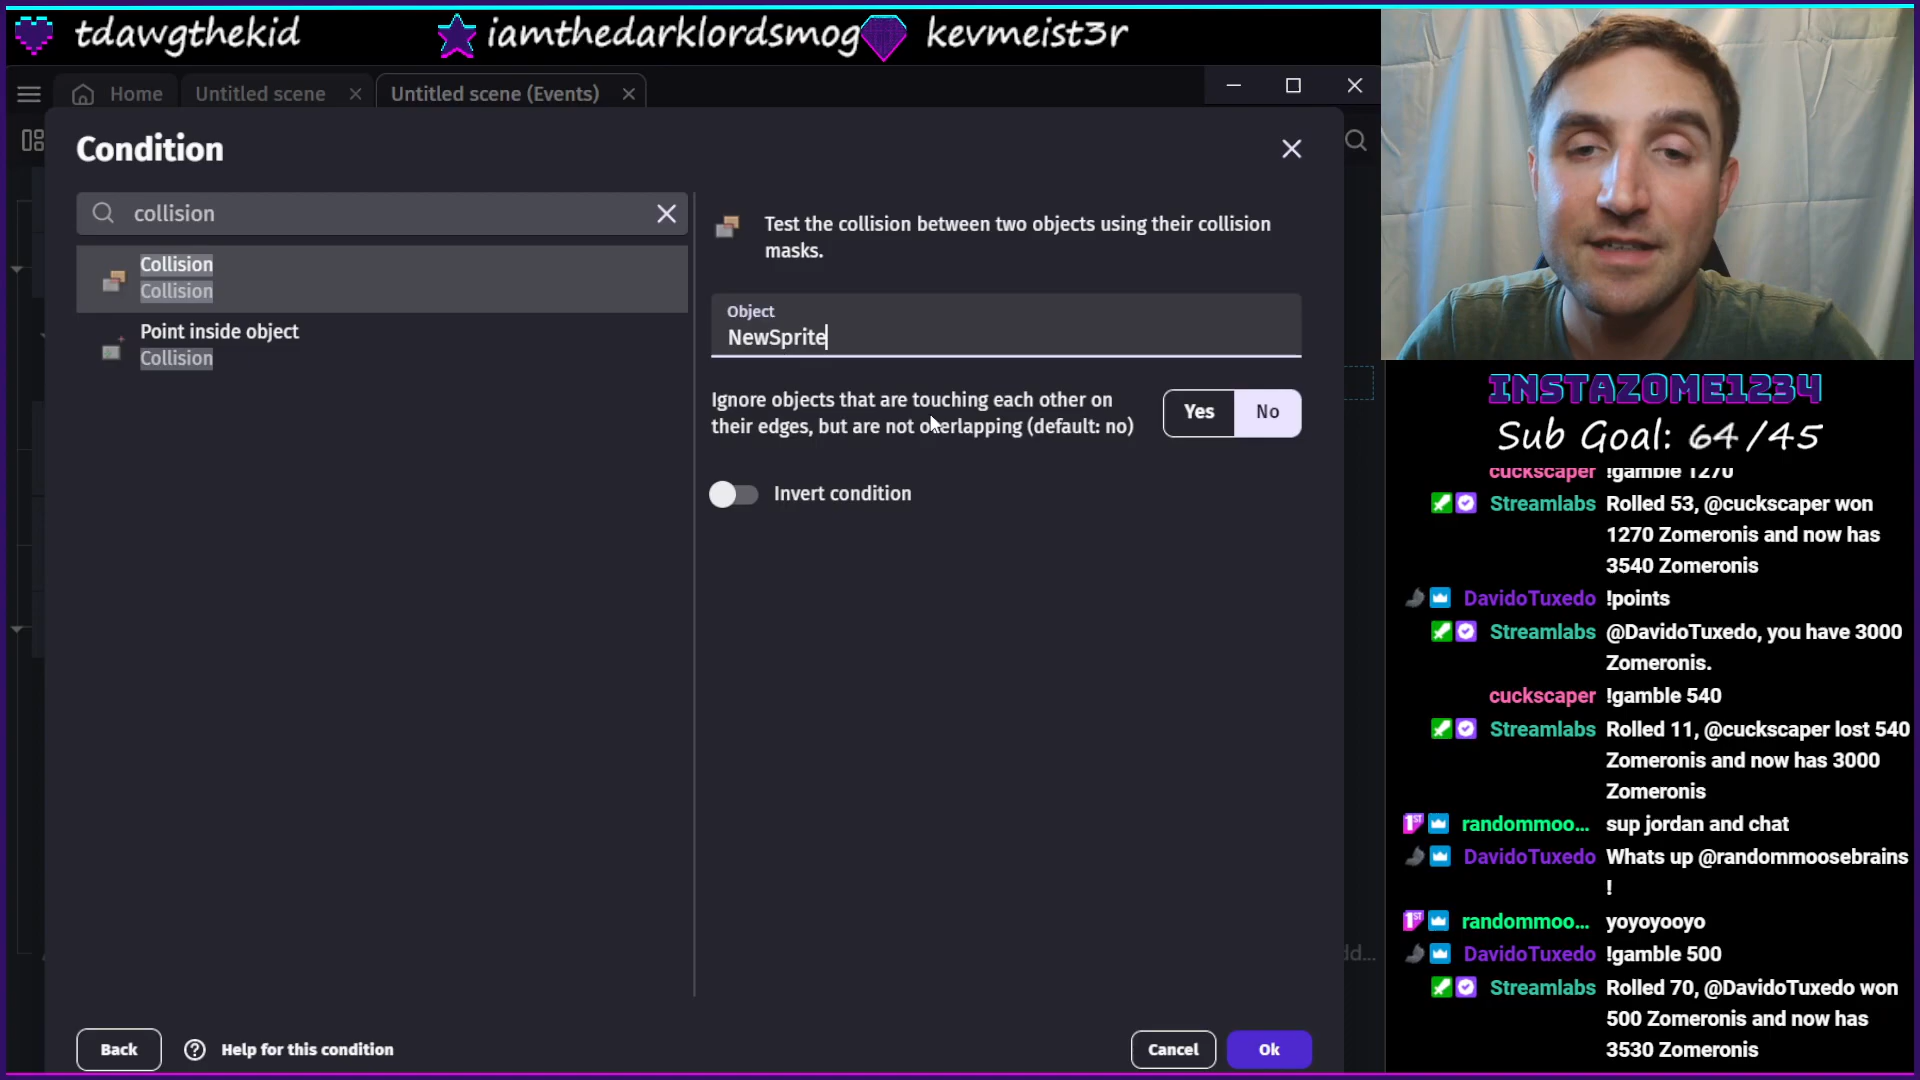 tdawgthekid iamthedarklordsmog kevmeist3r
Home Untitled scene Untitled scene (Events)
Condition
collision
Collision
Collision
Point inside object
Collision
Test the collision between two objects using their collision
masks.
Object
NewSprite
Ignore objects that are touching each other on
their edges, but are not overlapping (default: no)
Yes No
Invert condition
dd...
Back Help for this condition Cancel Ok
INSTAZOME1234
Sub Goal: 64/45
cuckscaper !gamble 1270
Streamlabs Rolled 53, @cuckscaper won
1270 Zomeronis and now has
3540 Zomeronis
DavidoTuxedo !points
Streamlabs @DavidoTuxedo, you have 3000
Zomeronis.
cuckscaper !gamble 540
Streamlabs Rolled 11, @cuckscaper lost 540
Zomeronis and now has 3000
Zomeronis
1ST randommoo... sup jordan and chat
DavidoTuxedo Whats up @randommoosebrains
!
1ST randommoo... yoyoyooyo
DavidoTuxedo !gamble 500
Streamlabs Rolled 70, @DavidoTuxedo won
500 Zomeronis and now has
3530 Zomeronis